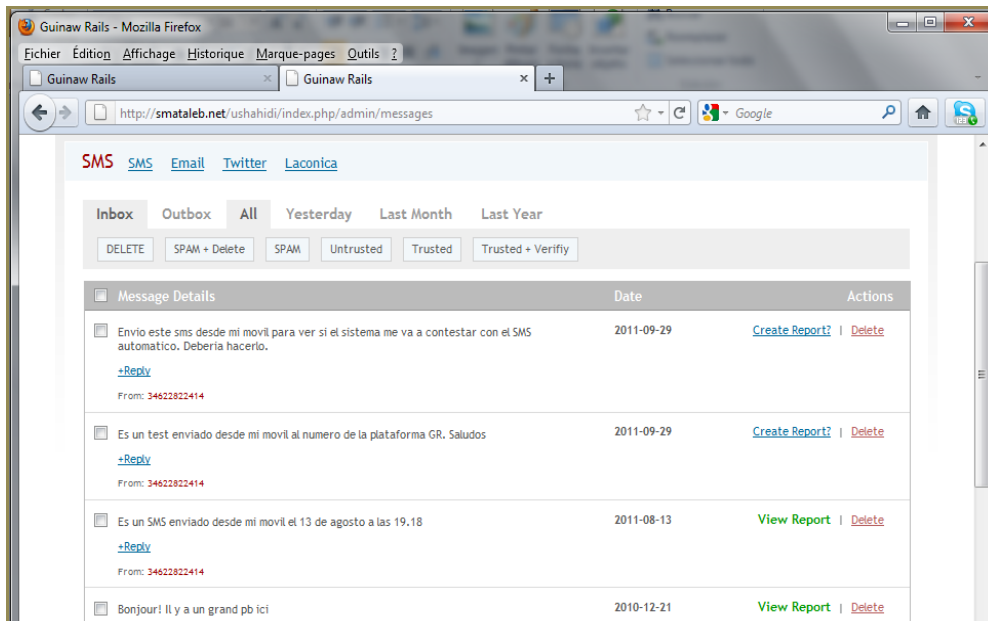 Guinaw Rails - Mozilla Firefox
Fichier Édition Affichage Historique Marque-pages Outils ?
Guinaw Rails × Guinaw Rails × +
http://smataleb.net/ushahidi/index.php/admin/messages Google
SMS SMS Email Twitter Laconica
Inbox Outbox All Yesterday Last Month Last Year
DELETE SPAM + Delete SPAM Untrusted Trusted Trusted + Verifiy
Message Details Date Actions
Envio este sms desde mi movil para ver si el sistema me va a contestar con el SMS 2011-09-29 Create Report? | Delete
automatico. Deberia hacerlo.
+Reply
From: 34622822414
Es un test enviado desde mi movil al numero de la plataforma GR. Saludos 2011-09-29 Create Report? | Delete
+Reply
From: 34622822414
Es un SMS enviado desde mi movil el 13 de agosto a las 19.18 2011-08-13 View Report | Delete
+Reply
From: 34622822414
Bonjour! Il y a un grand pb ici 2010-12-21 View Report | Delete